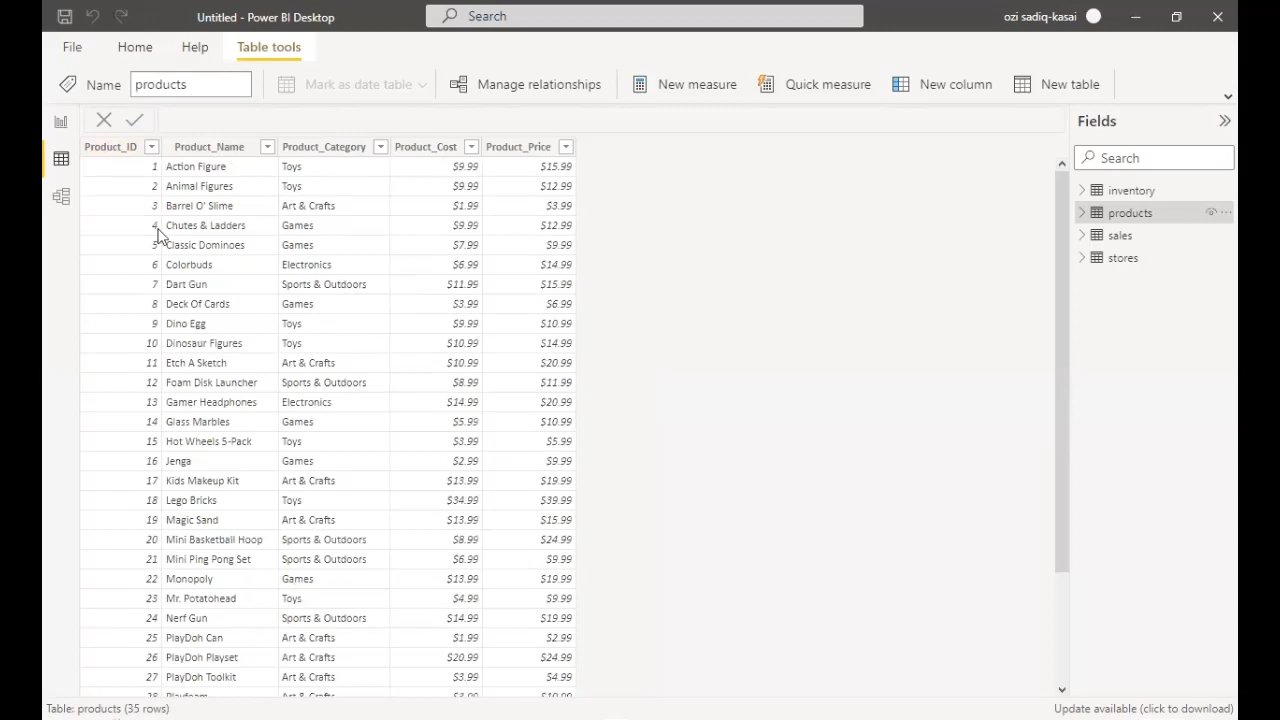 Untitled - Power BI Desktop
Search
ozi sadiq-kasai
File Home Help Table tools
Name products Mark as date table Manage relationships New measure Quick measure New column New table
Fields
Search
inventory
products
sales
stores
Product_ID Product_Name Product_Category Product_Cost Product_Price
1 Action Figure Toys $9.99 $15.99
2 Animal Figures Toys $9.99 $12.99
3 Barrel O' Slime Art & Crafts $1.99 $3.99
4 Chutes & Ladders Games $9.99 $12.99
5 Classic Dominoes Games $7.99 $9.99
6 Colorbuds Electronics $6.99 $14.99
7 Dart Gun Sports & Outdoors $11.99 $15.99
8 Deck Of Cards Games $3.99 $6.99
9 Dino Egg Toys $9.99 $10.99
10 Dinosaur Figures Toys $10.99 $14.99
11 Etch A Sketch Art & Crafts $10.99 $20.99
12 Foam Disk Launcher Sports & Outdoors $8.99 $11.99
13 Gamer Headphones Electronics $14.99 $20.99
14 Glass Marbles Games $5.99 $10.99
15 Hot Wheels 5-Pack Toys $3.99 $5.99
16 Jenga Games $2.99 $9.99
17 Kids Makeup Kit Art & Crafts $13.99 $19.99
18 Lego Bricks Toys $34.99 $39.99
19 Magic Sand Art & Crafts $13.99 $15.99
20 Mini Basketball Hoop Sports & Outdoors $8.99 $24.99
21 Mini Ping Pong Set Sports & Outdoors $6.99 $9.99
22 Monopoly Games $13.99 $19.99
23 Mr. Potatohead Toys $4.99 $9.99
24 Nerf Gun Sports & Outdoors $14.99 $19.99
25 PlayDoh Can Art & Crafts $1.99 $2.99
26 PlayDoh Playset Art & Crafts $20.99 $24.99
27 PlayDoh Toolkit Art & Crafts $3.99 $4.99
28 Playfoam Art & Crafts $3.99 $10.99
Table: products (35 rows)
Update available (click to download)